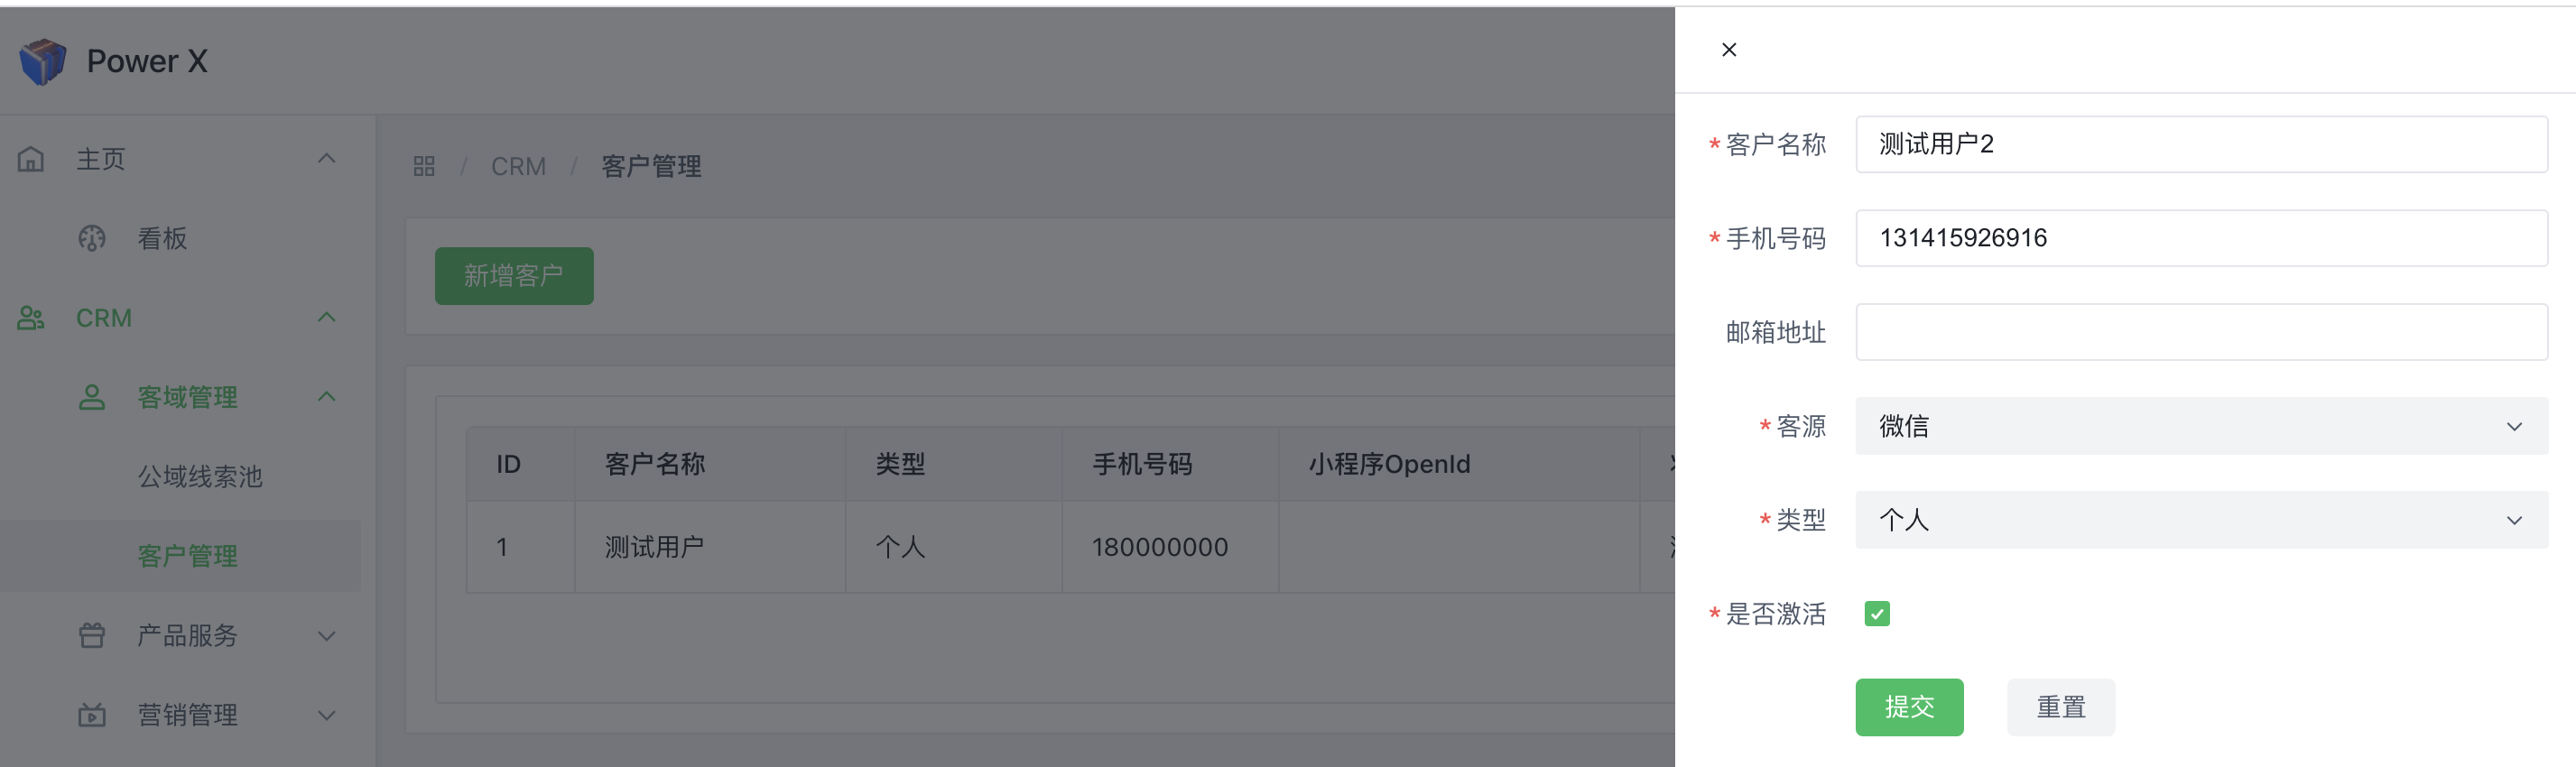 Power X
主页
看板
CRM
客域管理
公域线索池
客户管理
产品服务
营销管理
/ CRM / 客户管理
新增客户
ID 客户名称 类型 手机号码 小程序OpenId
1 测试用户 个人 180000000
* 客户名称 测试用户2
* 手机号码 131415926916
邮箱地址
* 客源 微信
* 类型 个人
* 是否激活
提交 重置